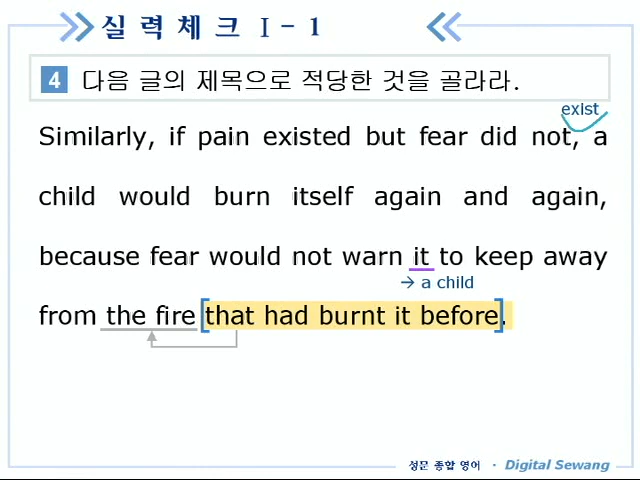 실력체크 I - 1
4 다음 글의 제목으로 적당한 것을 골라라.
exist
Similarly, if pain existed but fear did not, a
child would burn itself again and again,
because fear would not warn it to keep away
→ a child
from the fire [that had burnt it before].
성문 종합 영어 · Digital Sewang